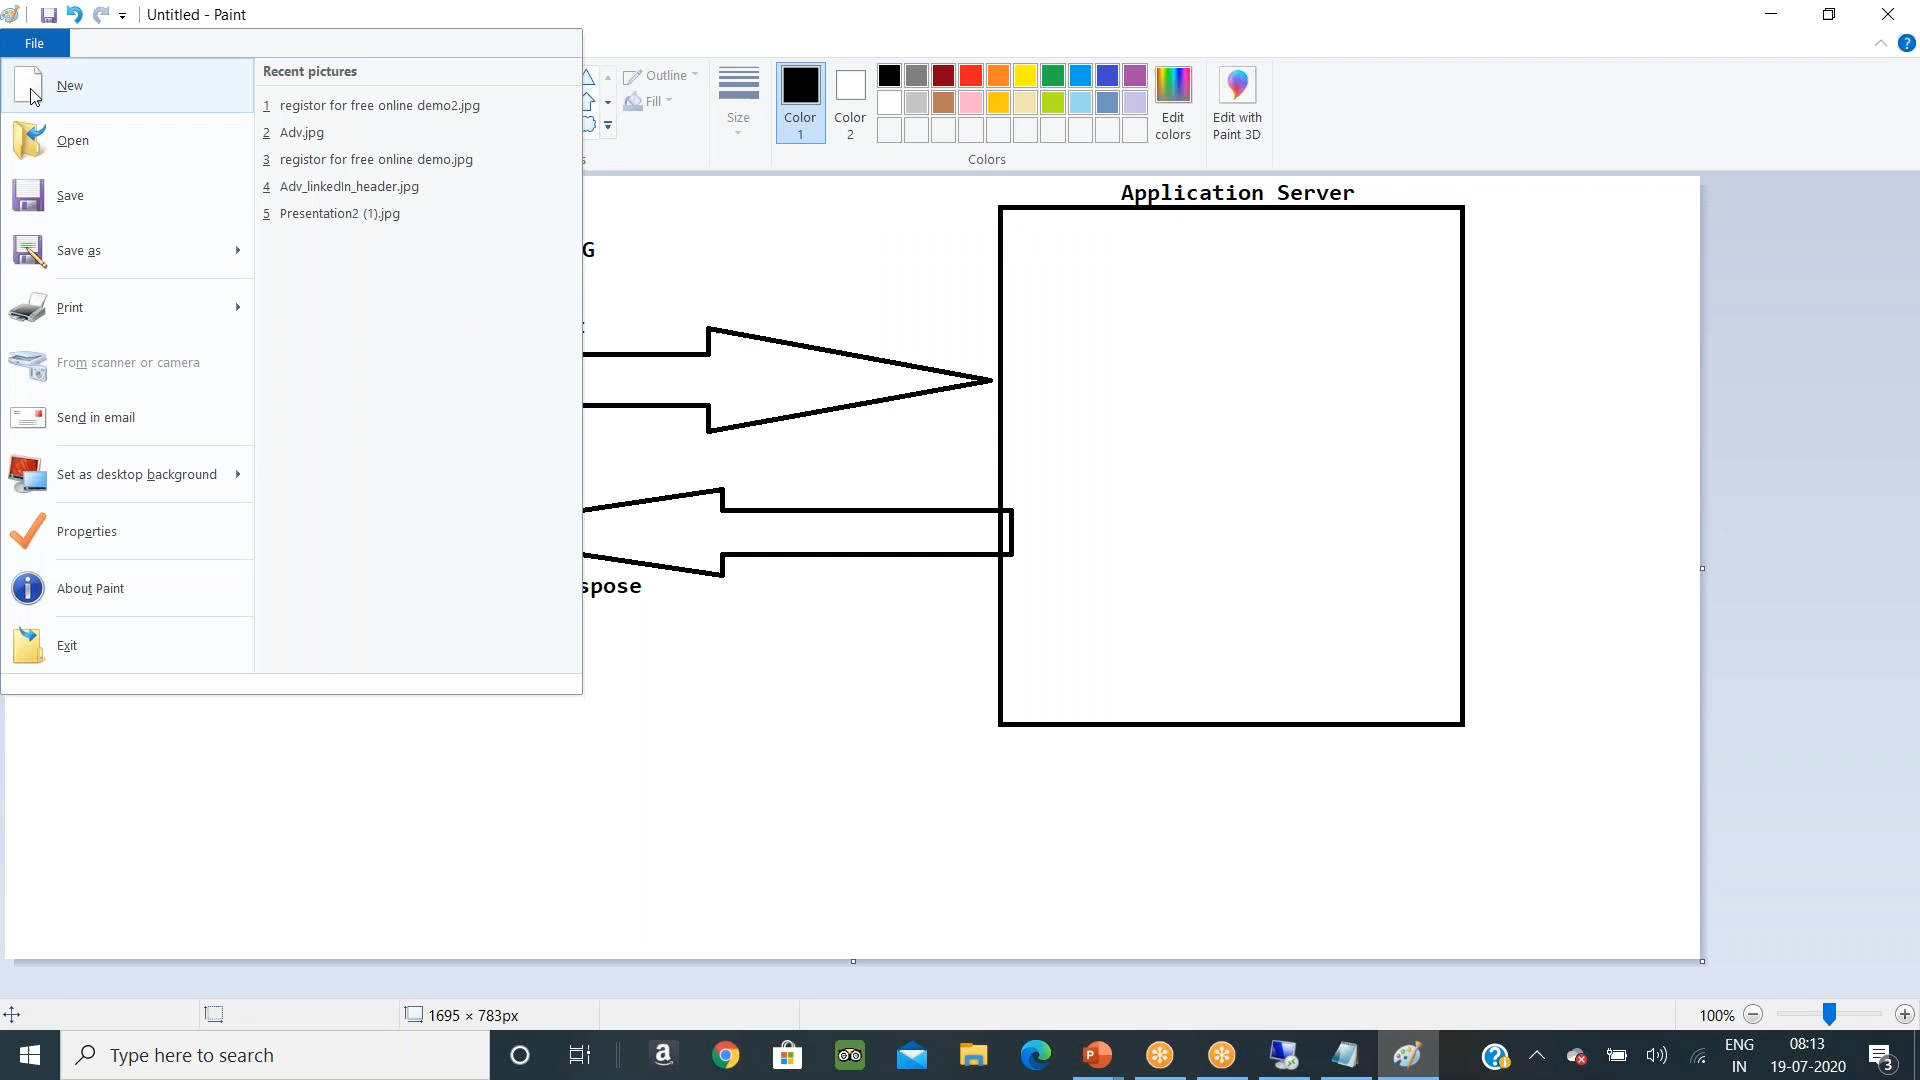 Untitled - Paint
File
New
Open
Save
Save as
Print
From scanner or camera
Send in email
Set as desktop background
Properties
About Paint
Exit
Recent pictures
1 registor for free online demo2.jpg
2 Adv.jpg
3 registor for free online demo.jpg
4 Adv_linkedIn_header.jpg
5 Presentation2 (1).jpg
Outline
Fill
Size
Color
1
Color
2
Edit
colors
Edit with
Paint 3D
Colors
Application Server
G
spose
1695 × 783px
100%
Type here to search
ENG
IN
08:13
19-07-2020
3